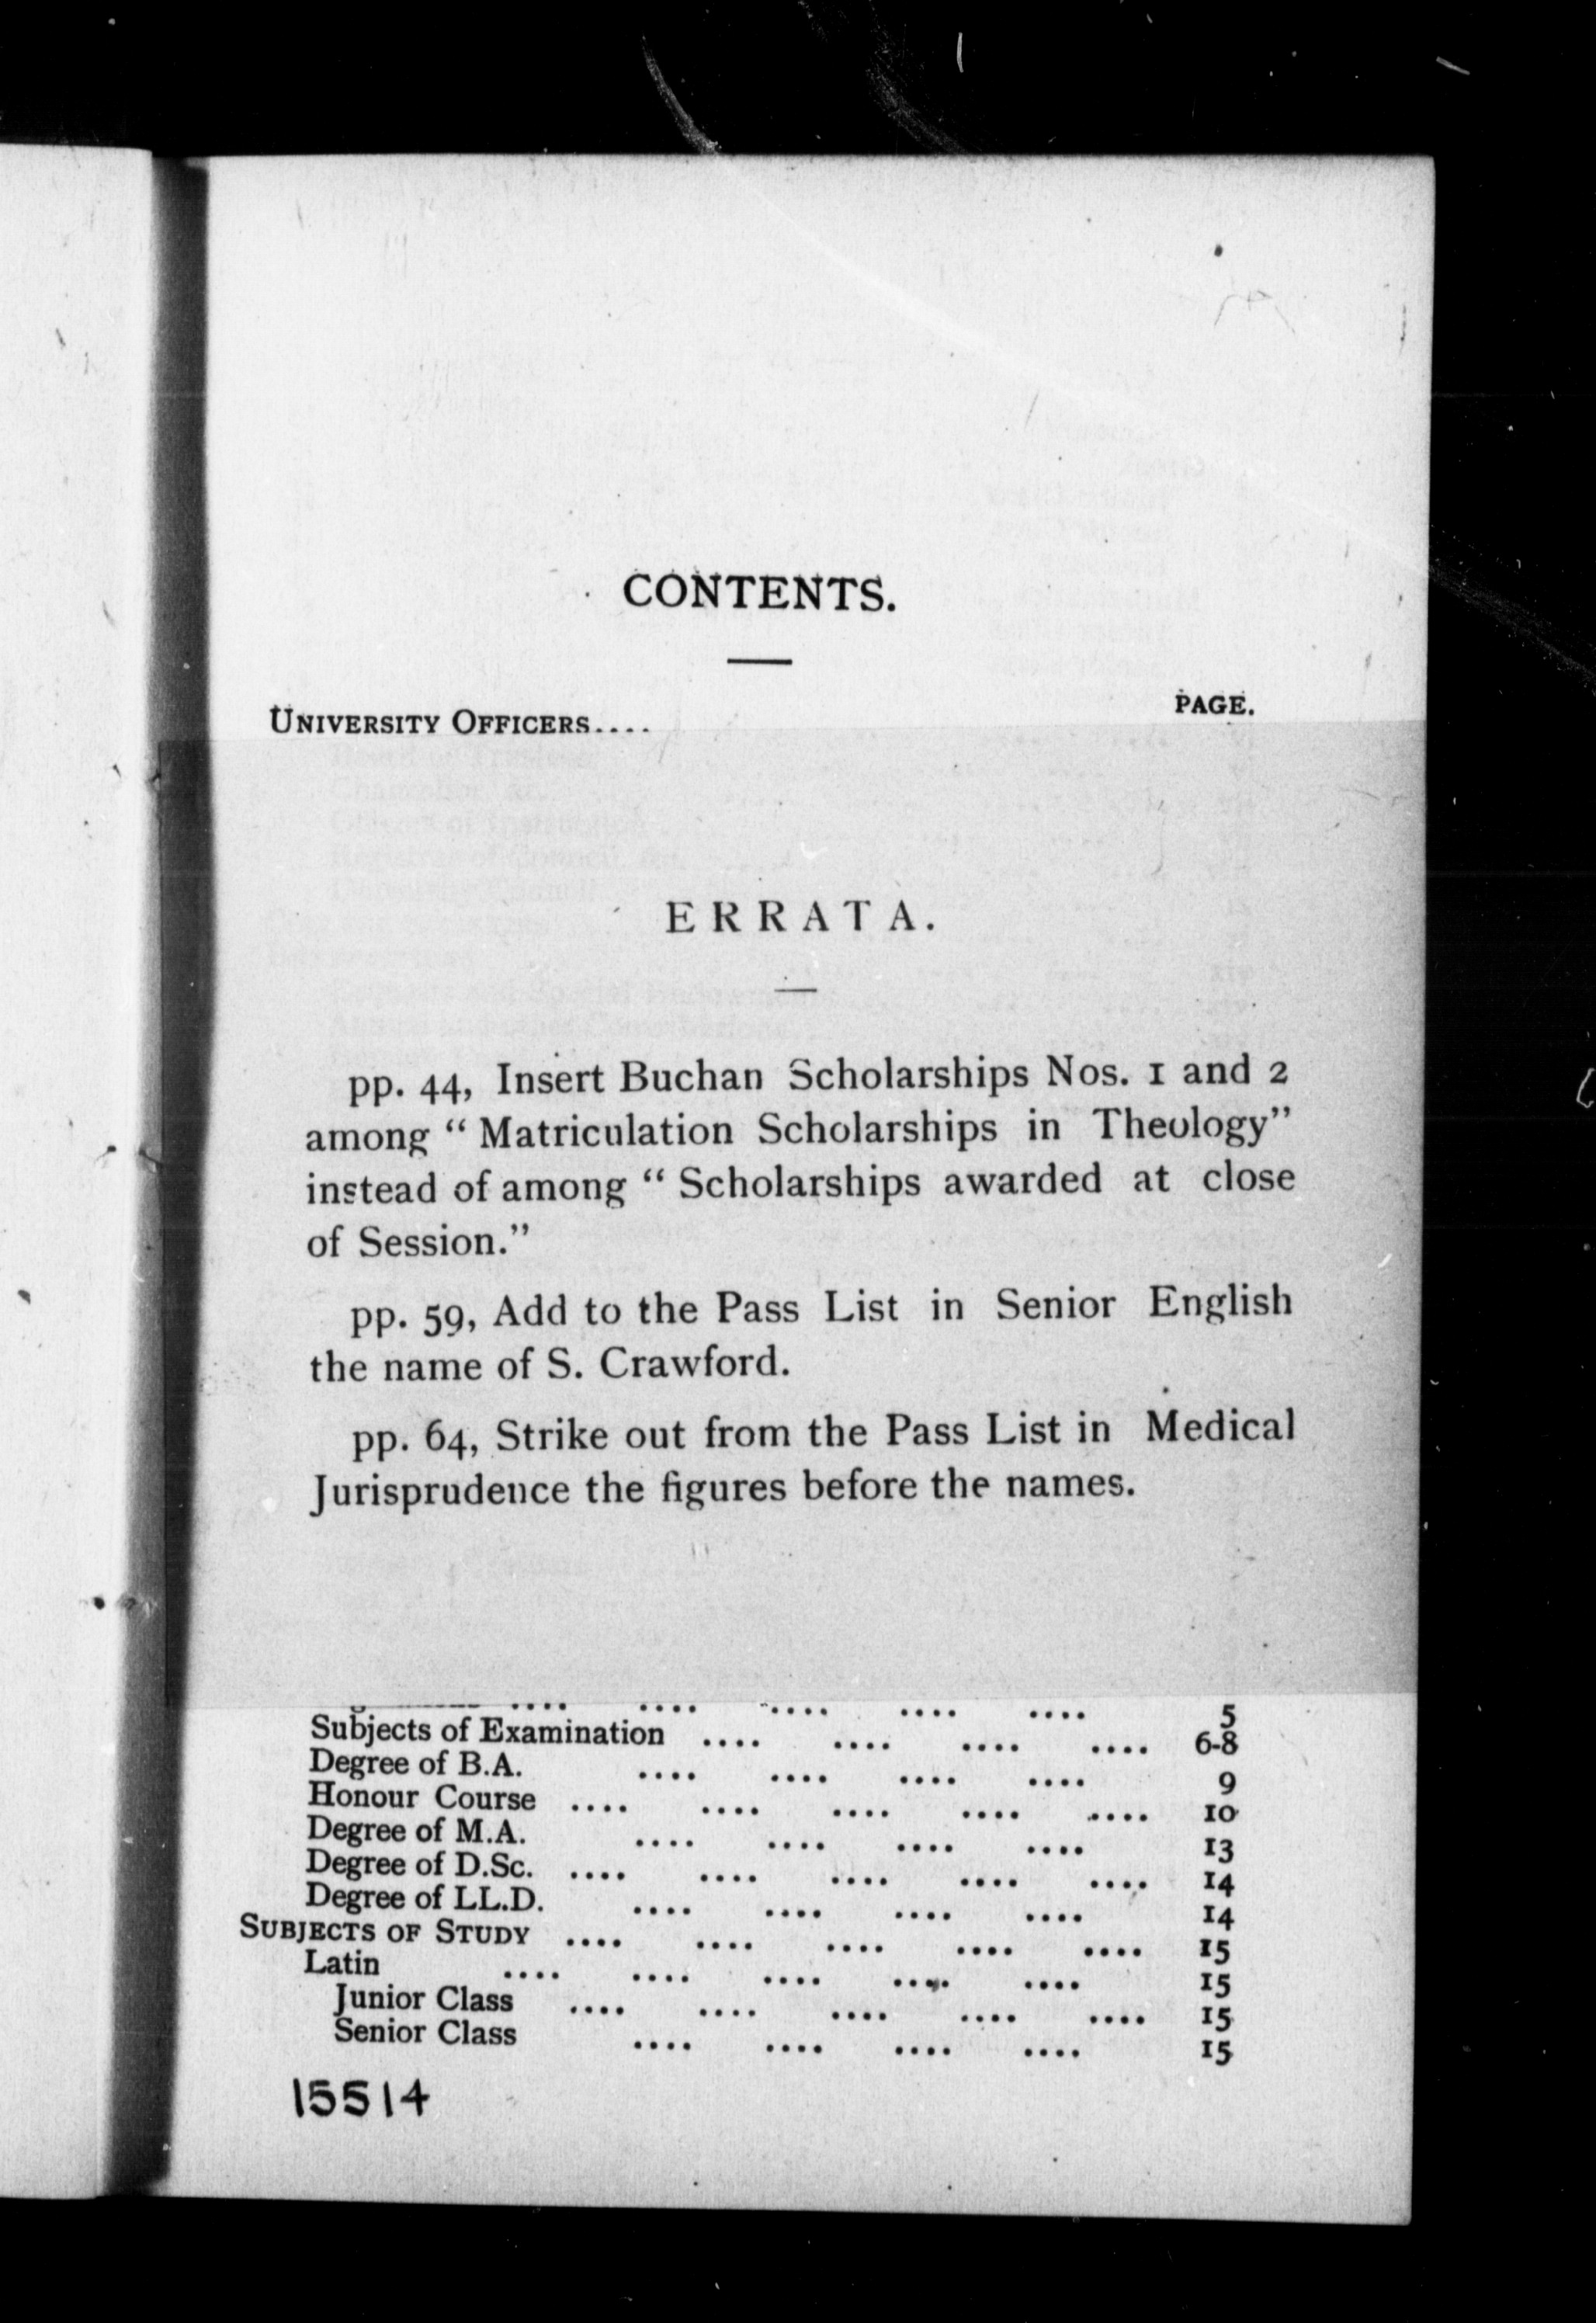 CONTENTS.
PAGE.
UNIVERSITY OFFICERS....
ERRATA.
pp. 44, Insert Buchan Scholarships Nos. 1 and 2
among “ Matriculation Scholarships in Theology”
instead of among “ Scholarships awarded at close
of Session.”
pp. 59, Add to the Pass List in Senior English
the name of S. Crawford.
pp. 64, Strike out from the Pass List in Medical
Jurisprudence the figures before the names.
.... .... .... .... .... 5
Subjects of Examination .... .... .... .... 6-8
Degree of B.A. .... .... .... .... 9
Honour Course .... .... .... .... .... 10
Degree of M.A. .... .... .... .... 13
Degree of D.Sc. .... .... .... .... .... 14
Degree of LL.D. .... .... .... .... 14
SUBJECTS OF STUDY .... .... .... .... .... 15
Latin .... .... .... .... .... 15
Junior Class .... .... .... .... .... 15
Senior Class .... .... .... .... 15
15514